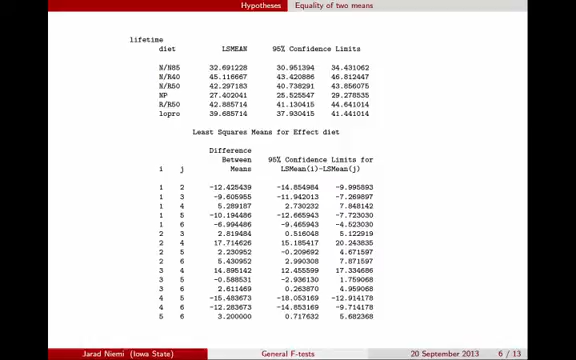 Hypotheses Equality of two means
lifetime
diet LSMEAN 95% Confidence Limits
N/N85 32.691228 30.951394 34.431062
N/R40 45.116667 43.420886 46.812447
N/R50 42.297183 40.738291 43.856075
NP 27.402041 25.525547 29.278535
R/R50 42.885714 41.130415 44.641014
lopro 39.685714 37.930415 41.441014
Least Squares Means for Effect diet
Difference
Between 95% Confidence Limits for
i j Means LSMean(i)-LSMean(j)
1 2 -12.425439 -14.854984 -9.995893
1 3 -9.605955 -11.942013 -7.269897
1 4 5.289187 2.730232 7.848142
1 5 -10.194486 -12.665943 -7.723030
1 6 -6.994486 -9.465943 -4.523030
2 3 2.819484 0.516048 5.122919
2 4 17.714626 15.185417 20.243835
2 5 2.230952 -0.209692 4.671597
2 6 5.430952 2.990308 7.871597
3 4 14.895142 12.455599 17.334686
3 5 -0.588531 -2.936130 1.759068
3 6 2.611469 0.263870 4.959068
4 5 -15.483673 -18.053169 -12.914178
4 6 -12.283673 -14.853169 -9.714178
5 6 3.200000 0.717632 5.682368
Jarad Niemi (Iowa State) General F-tests 20 September 2013 6 / 13